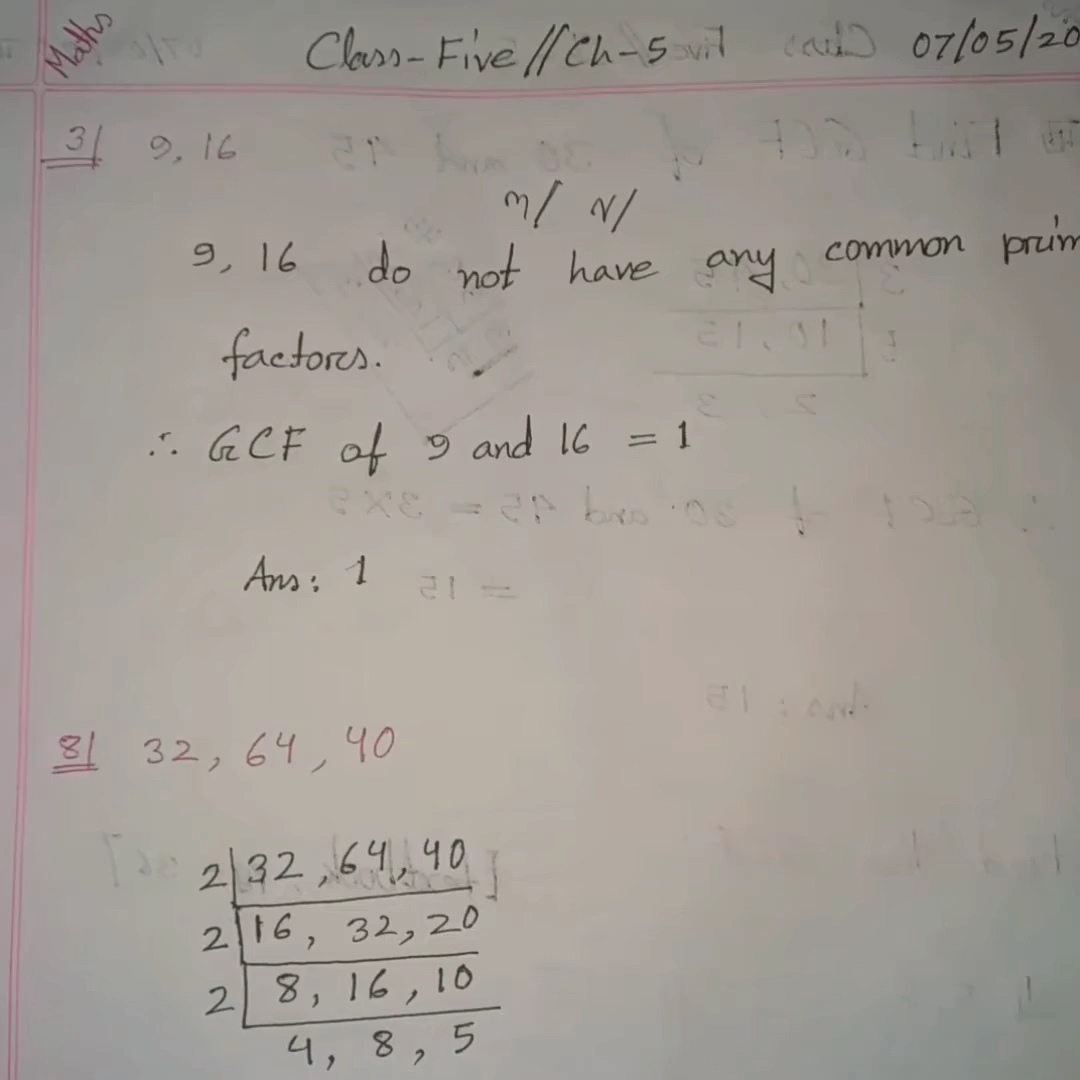 Maths
Class-Five//Ch-5 07/05/20
3/ 9, 16
9, 16 do not have any common prim
factors.
∴ GCF of 9 and 16 = 1
Ans: 1
8/ 32, 64, 40
2 32, 64, 40
2 16, 32, 20
2 8, 16, 10
4, 8, 5